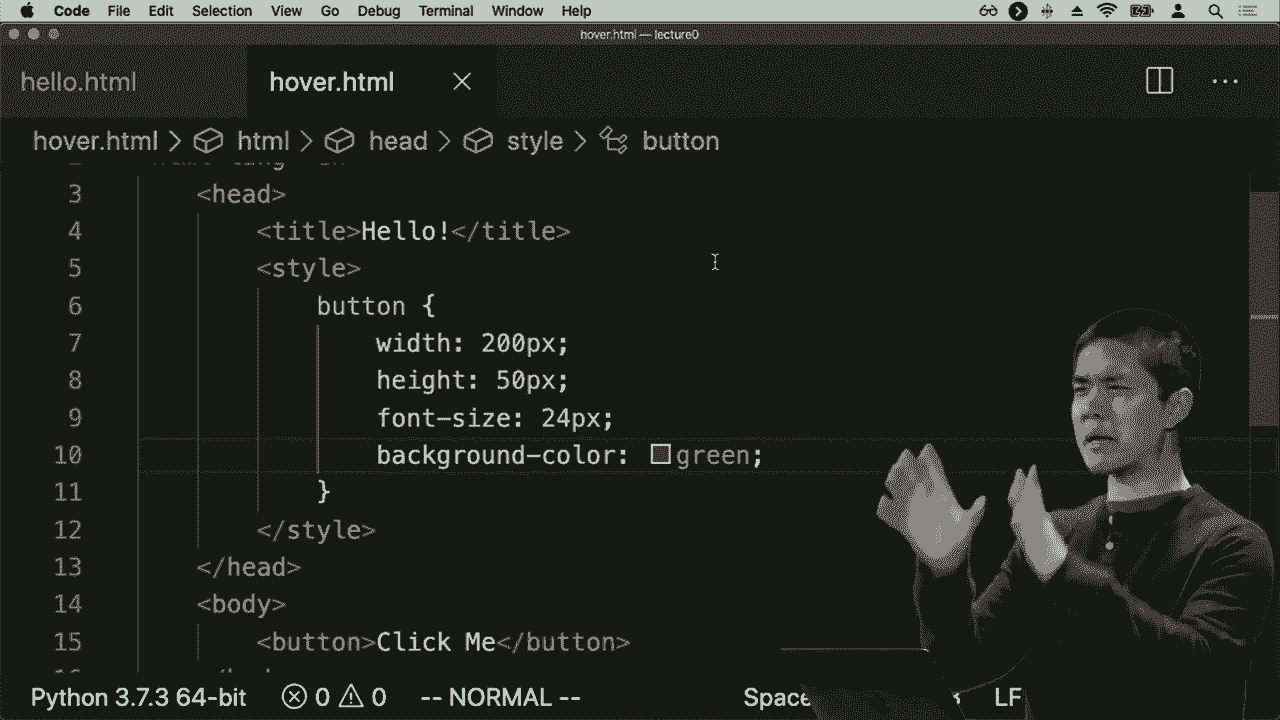 Code File Edit Selection View Go Debug Terminal Window Help
hover.html — lecture0
hello.html hover.html
hover.html > html > head > style > button
3 <head>
4 <title>Hello!</title>
5 <style>
6 button {
7 width: 200px;
8 height: 50px;
9 font-size: 24px;
10 background-color: green;
11 }
12 </style>
13 </head>
14 <body>
15 <button>Click Me</button>
Python 3.7.3 64-bit 0 0 -- NORMAL -- Space LF